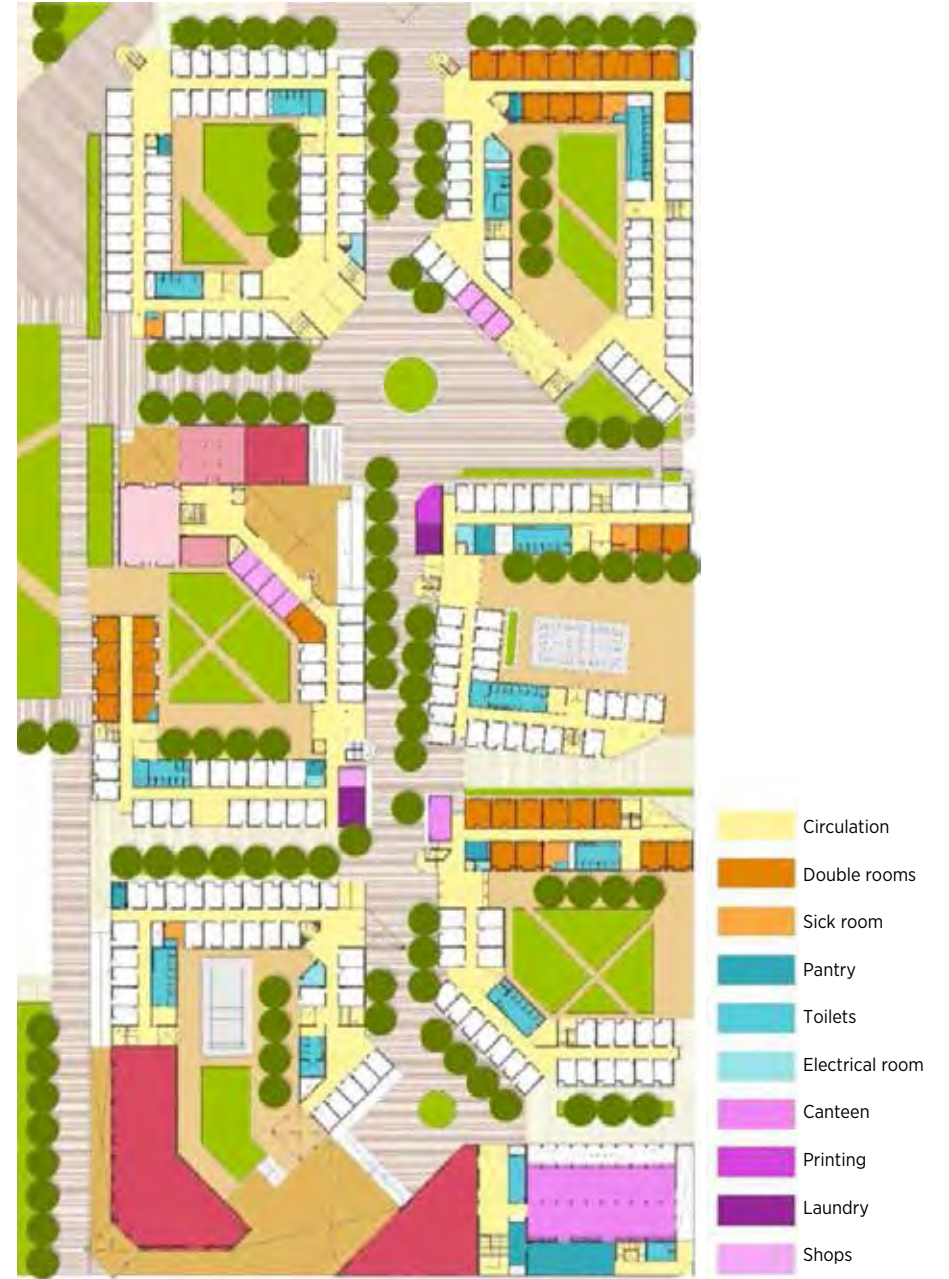 Circulation
Double rooms
Sick room
Pantry
Toilets
Electrical room
Canteen
Printing
Laundry
Shops